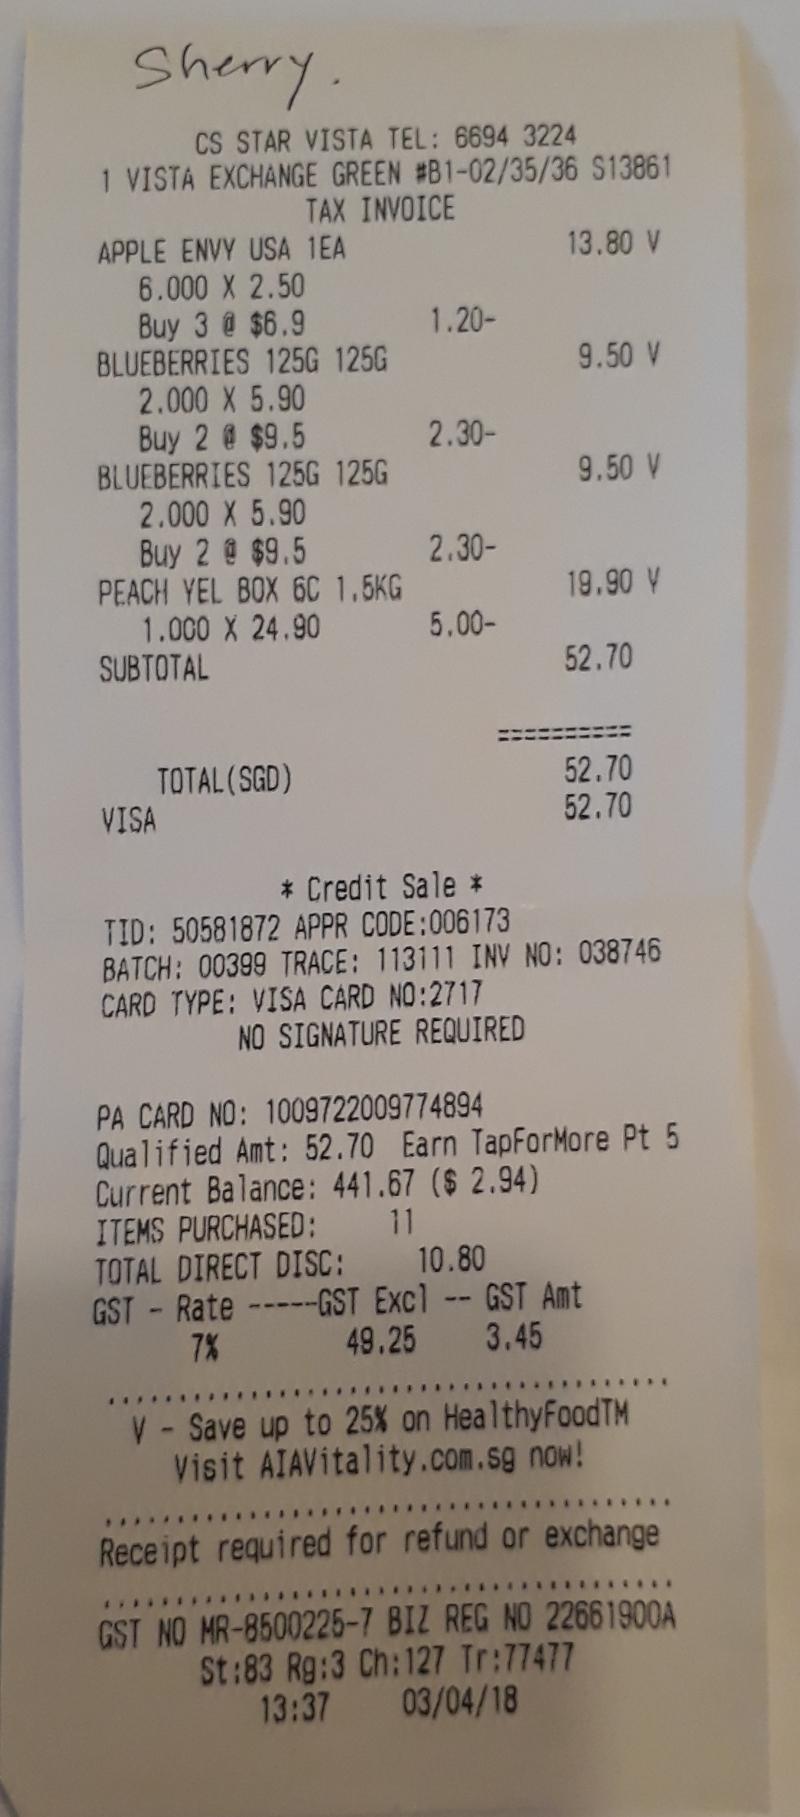 Sherry.
CS STAR VISTA TEL: 6694 3224
1 VISTA EXCHANGE GREEN #B1-02/35/36 S13861
TAX INVOICE
APPLE ENVY USA 1EA 13.80 V
6.000 X 2.50
Buy 3 @ $6.9 1.20-
BLUEBERRIES 125G 125G 9.50 V
2.000 X 5.90
Buy 2 @ $9.5 2.30-
BLUEBERRIES 125G 125G 9.50 V
2.000 X 5.90
Buy 2 @ $9.5 2.30-
PEACH YEL BOX 6C 1.5KG 19.90 V
1.000 X 24.90 5.00-
SUBTOTAL 52.70
==========
TOTAL(SGD) 52.70
VISA 52.70
* Credit Sale *
TID: 50581872 APPR CODE:006173
BATCH: 00399 TRACE: 113111 INV NO: 038746
CARD TYPE: VISA CARD NO:2717
NO SIGNATURE REQUIRED
PA CARD NO: 1009722009774894
Qualified Amt: 52.70 Earn TapForMore Pt 5
Current Balance: 441.67 ($ 2.94)
ITEMS PURCHASED: 11
TOTAL DIRECT DISC: 10.80
GST - Rate -----GST Excl -- GST Amt
7% 49.25 3.45
V - Save up to 25% on HealthyFoodTM
Visit AIAVitality.com.sg now!
Receipt required for refund or exchange
GST NO MR-8500225-7 BIZ REG NO 22661900A
St:83 Rg:3 Ch:127 Tr:77477
13:37 03/04/18